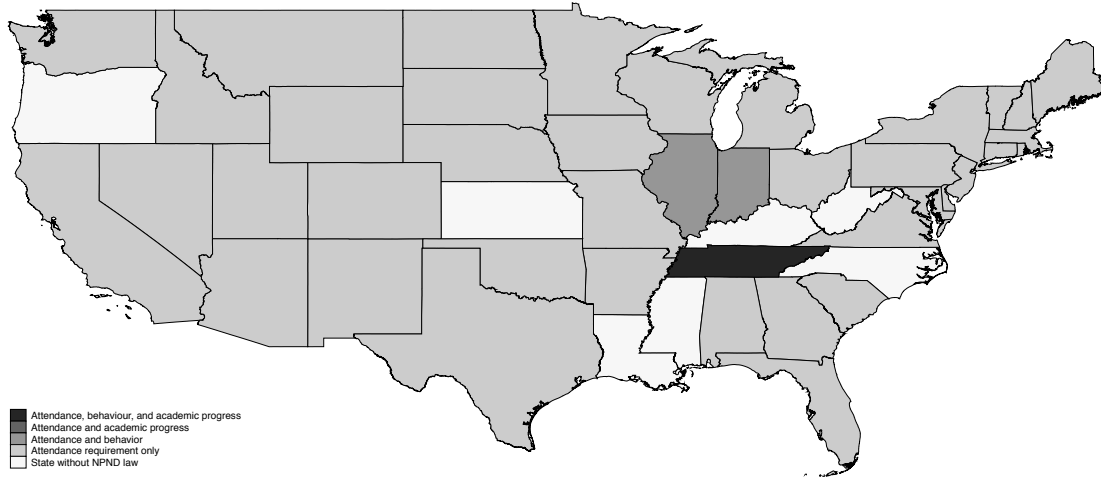 Attendance, behaviour, and academic progress
Attendance and academic progress
Attendance and behavior
Attendance requirement only
State without NPND law